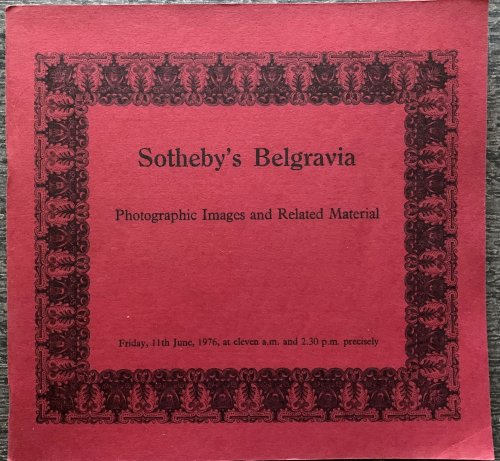 Sotheby's Belgravia
Photographic Images and Related Material
Friday, 11th June, 1976, at eleven a.m. and 2.30 p.m. precisely